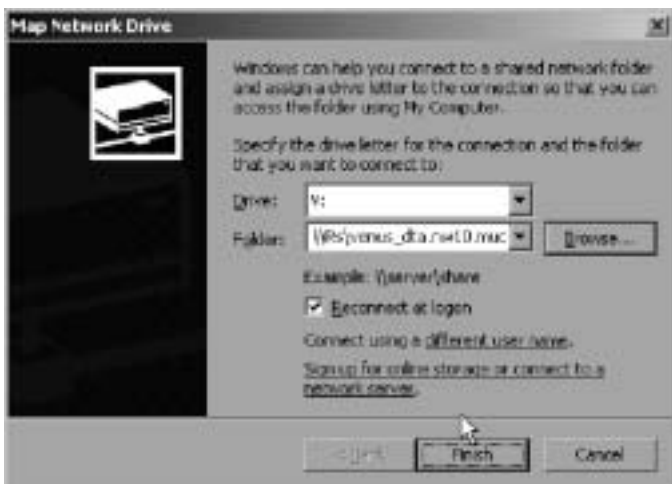 Map Network Drive
Windows can help you connect to a shared network folder
and assign a drive letter to the connection so that you can
access the folder using My Computer.
Specify the drive letter for the connection and the folder
that you want to connect to:
Drive:
Folder:
Browse...
Example: \\server\share
Reconnect at logon
Connect using a different user name.
Sign up for online storage or connect to a
network server.
< Back
Finish
Cancel